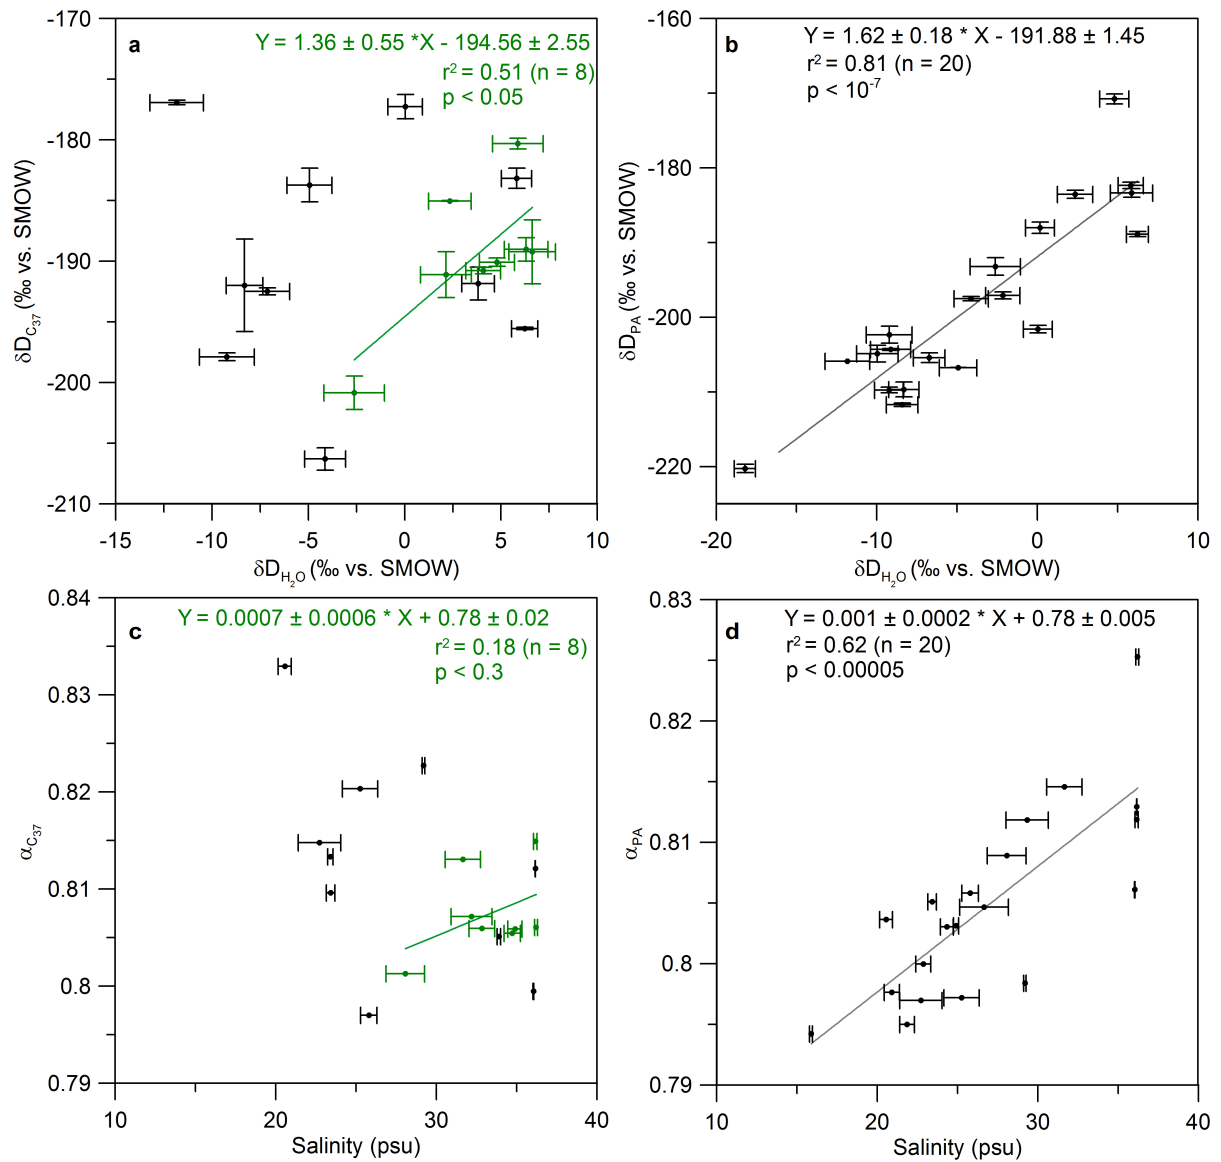 a
Y = 1.36 ± 0.55 *X - 194.56 ± 2.55
r² = 0.51 (n = 8)
p < 0.05
-170
-180
-190
-200
-210
δD_C37 (‰ vs. SMOW)
-15 -10 -5 0 5 10
δD_H₂O (‰ vs. SMOW)
b
Y = 1.62 ± 0.18 * X - 191.88 ± 1.45
r² = 0.81 (n = 20)
p < 10⁻⁷
-160
-180
-200
-220
δD_PA (‰ vs. SMOW)
-20 -10 0 10
δD_H₂O (‰ vs. SMOW)
c
Y = 0.0007 ± 0.0006 * X + 0.78 ± 0.02
r² = 0.18 (n = 8)
p < 0.3
0.84
0.83
0.82
0.81
0.8
0.79
α_C37
10 20 30 40
Salinity (psu)
d
Y = 0.001 ± 0.0002 * X + 0.78 ± 0.005
r² = 0.62 (n = 20)
p < 0.00005
0.83
0.82
0.81
0.8
0.79
α_PA
10 20 30 40
Salinity (psu)